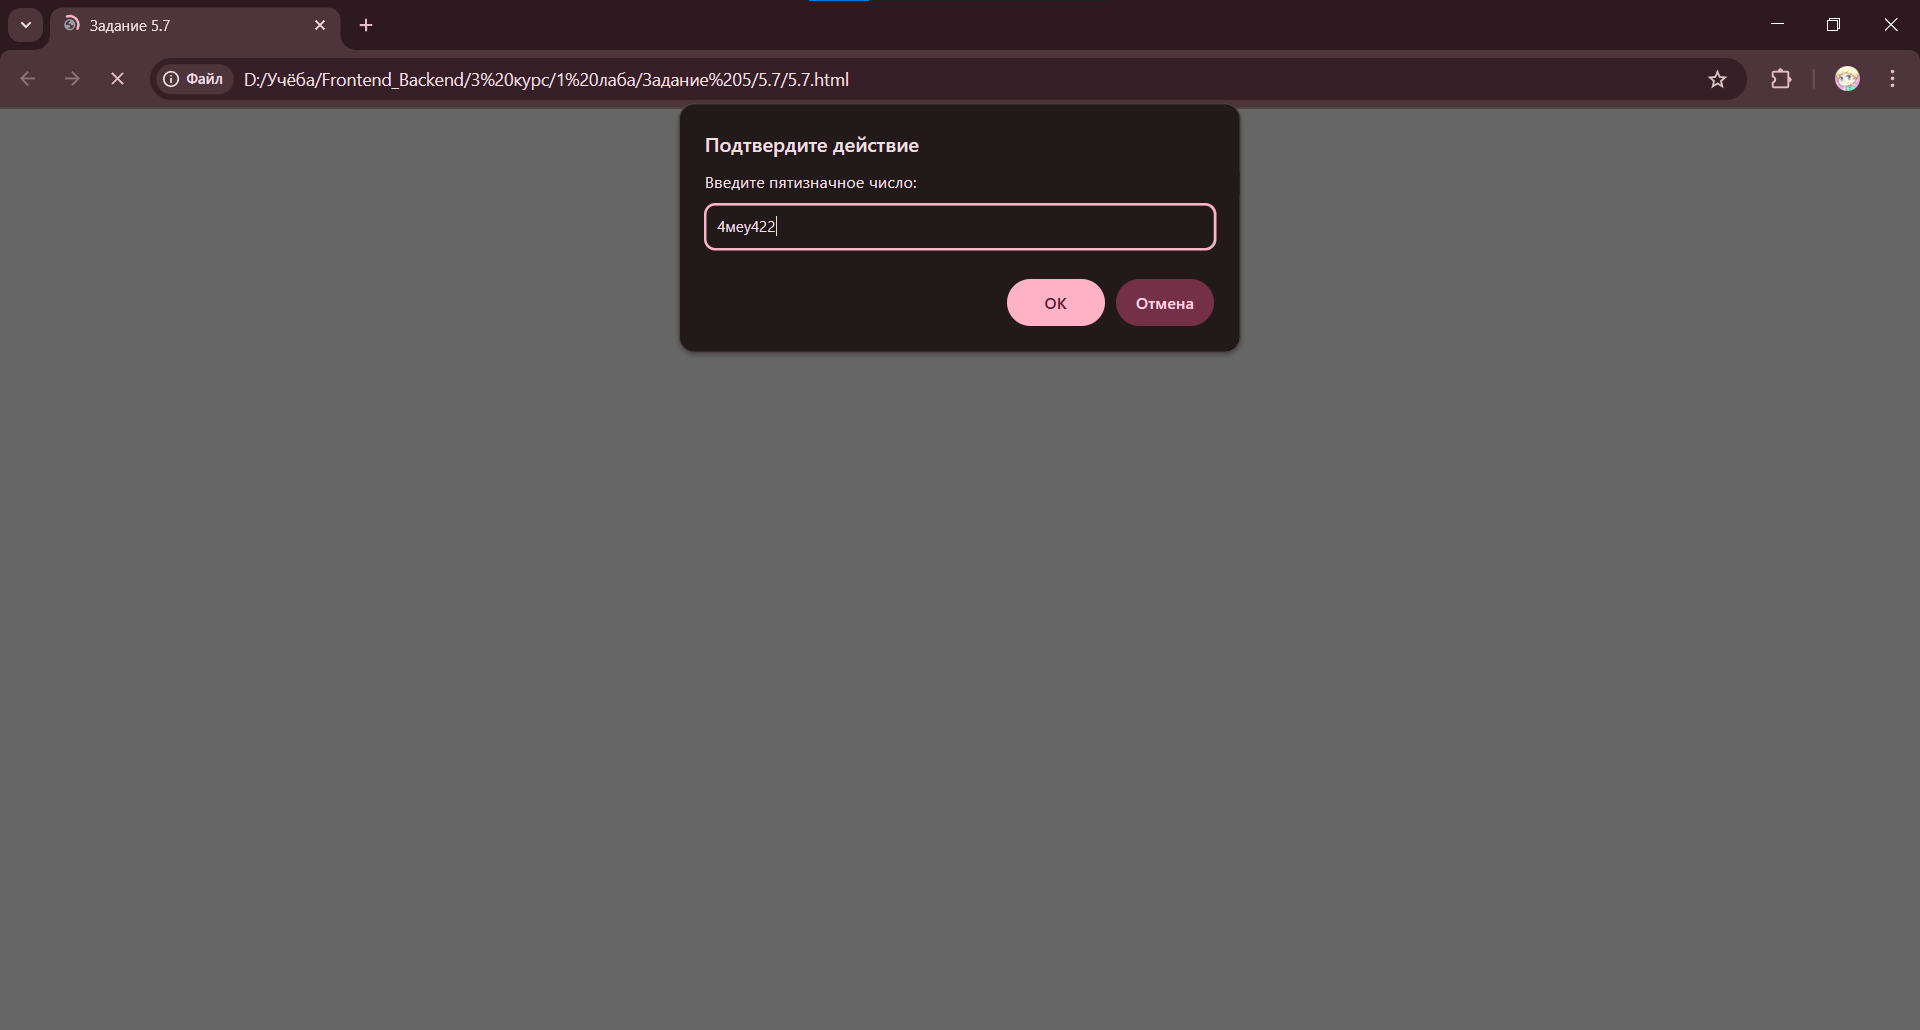 Задание 5.7
Файл
D:/Учёба/Frontend_Backend/3%20курс/1%20лаба/Задание%205/5.7/5.7.html
Подтвердите действие
Введите пятизначное число:
4меу422
ОК
Отмена